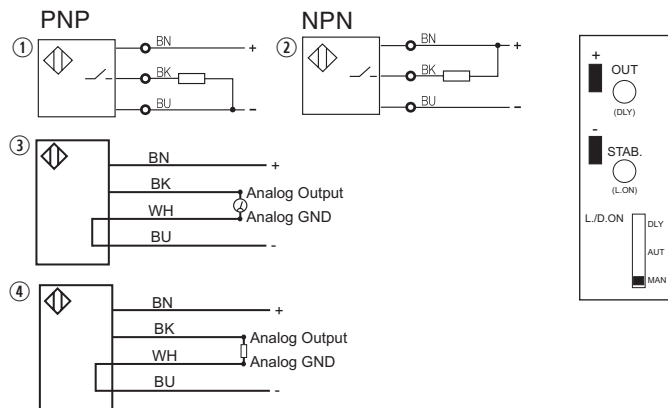 PNP
① BN +
BK
BU -
NPN
② BN +
BK
BU -
③ BN +
BK Analog Output
WH Analog GND
BU -
④ BN +
BK Analog Output
WH Analog GND
BU -
+
OUT
(DLY)
-
STAB.
(L.ON)
L./D.ON
DLY
AUT
MAN